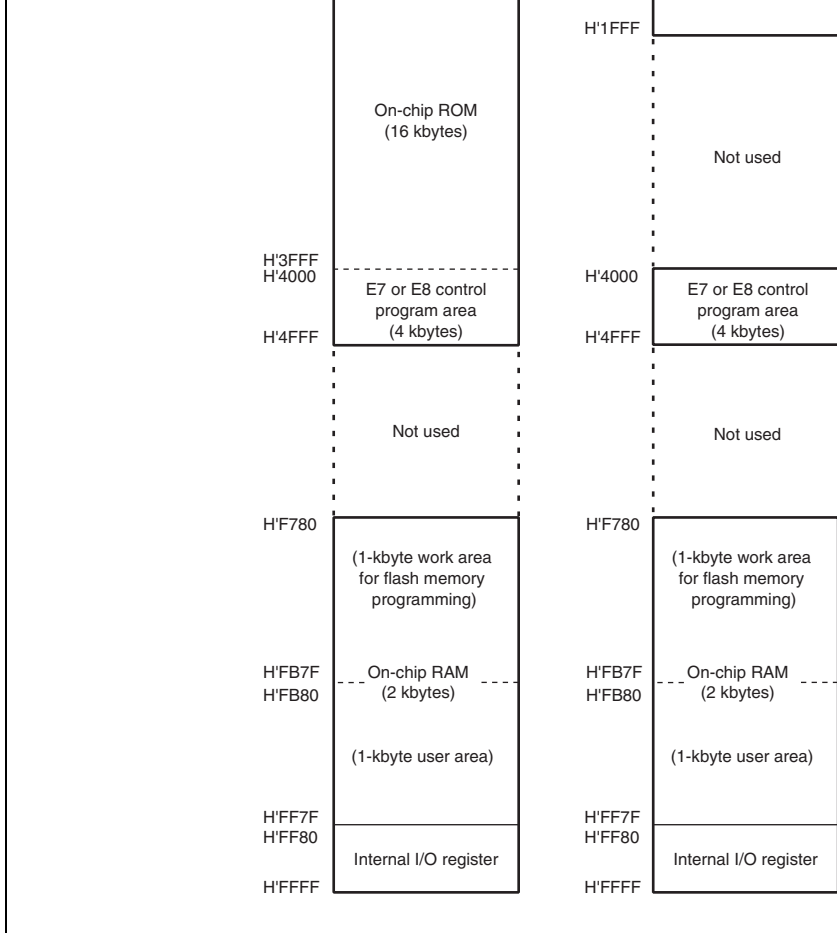 H'1FFF
On-chip ROM
(16 kbytes)
Not used
H'3FFF
H'4000
E7 or E8 control
program area
(4 kbytes)
H'4FFF
H'4000
E7 or E8 control
program area
(4 kbytes)
H'4FFF
Not used
Not used
H'F780
(1-kbyte work area
for flash memory
programming)
H'FB7F
H'FB80
On-chip RAM
(2 kbytes)
(1-kbyte user area)
H'FF7F
H'FF80
Internal I/O register
H'FFFF
H'F780
(1-kbyte work area
for flash memory
programming)
H'FB7F
H'FB80
On-chip RAM
(2 kbytes)
(1-kbyte user area)
H'FF7F
H'FF80
Internal I/O register
H'FFFF